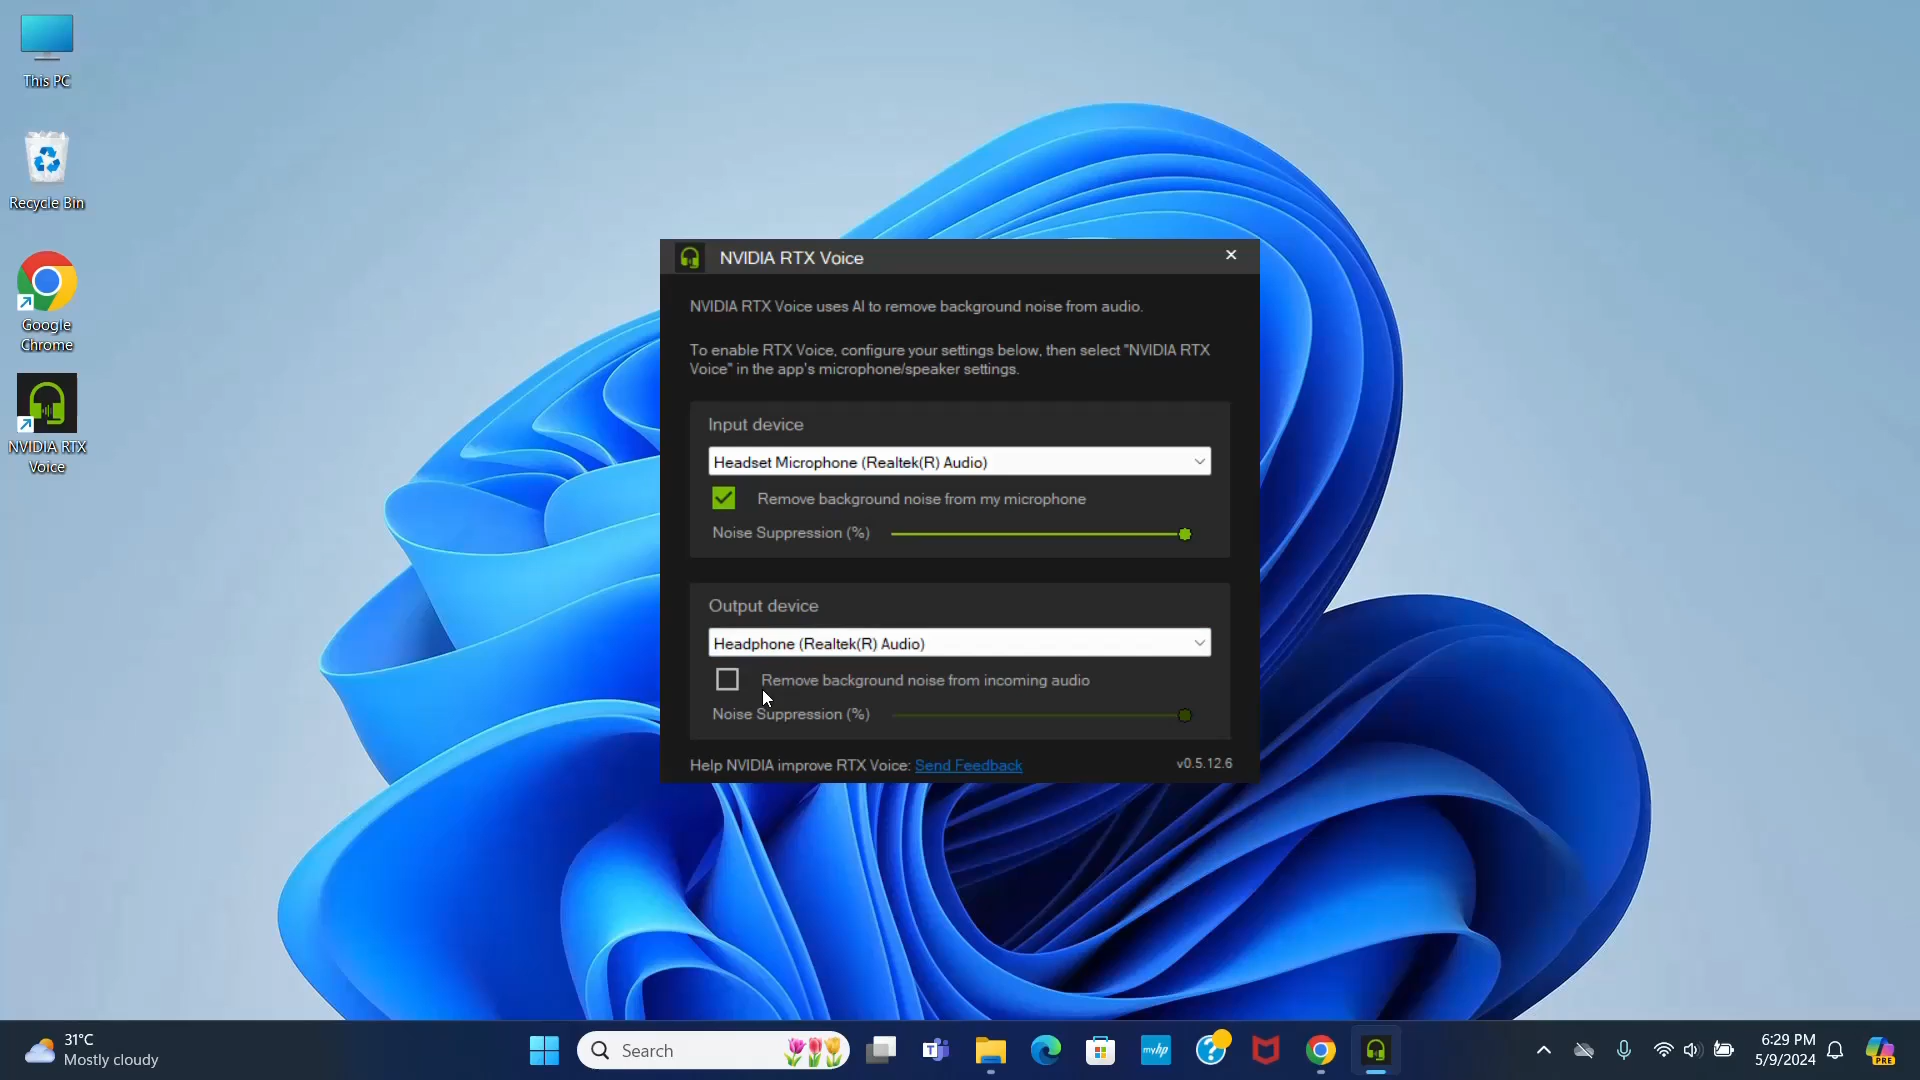 This PC
Recycle Bin
Google
Chrome
NVIDIA RTX
Voice
NVIDIA RTX Voice
NVIDIA RTX Voice uses AI to remove background noise from audio.
To enable RTX Voice, configure your settings below, then select "NVIDIA RTX
Voice" in the app's microphone/speaker settings.
Input device
Headset Microphone (Realtek(R) Audio)
Remove background noise from my microphone
Noise Suppression (%)
Output device
Headphone (Realtek(R) Audio)
Remove background noise from incoming audio
Noise Suppression (%)
Help NVIDIA improve RTX Voice: Send Feedback
v0.5.12.6
31°C
Mostly cloudy
Search
myhp
6:29 PM
5/9/2024
PRE